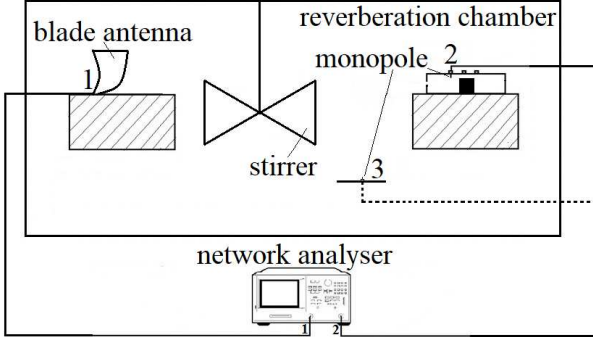 reverberation chamber
blade antenna
monopole
1
2
stirrer
3
network analyser
1
2